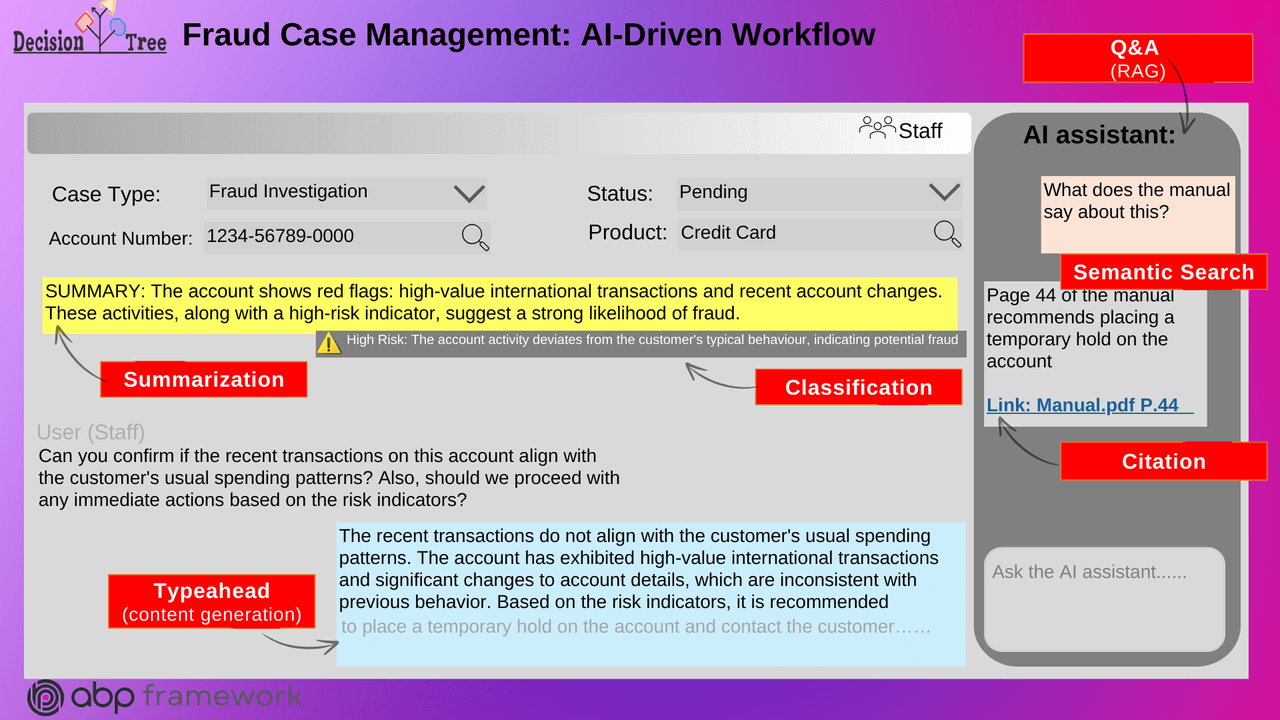 Decision Tree
Fraud Case Management: AI-Driven Workflow
Q&A
(RAG)
Staff
AI assistant:
Case Type:
Fraud Investigation
Status:
Pending
Account Number:
1234-56789-0000
Product:
Credit Card
What does the manual
say about this?
Semantic Search
SUMMARY: The account shows red flags: high-value international transactions and recent account changes.
These activities, along with a high-risk indicator, suggest a strong likelihood of fraud.
High Risk: The account activity deviates from the customer's typical behaviour, indicating potential fraud
Summarization
Classification
Page 44 of the manual
recommends placing a
temporary hold on the
account
Link: Manual.pdf P.44
Citation
User (Staff)
Can you confirm if the recent transactions on this account align with
the customer's usual spending patterns? Also, should we proceed with
any immediate actions based on the risk indicators?
The recent transactions do not align with the customer's usual spending
patterns. The account has exhibited high-value international transactions
and significant changes to account details, which are inconsistent with
previous behavior. Based on the risk indicators, it is recommended
to place a temporary hold on the account and contact the customer……
Typeahead
(content generation)
Ask the AI assistant......
abp framework